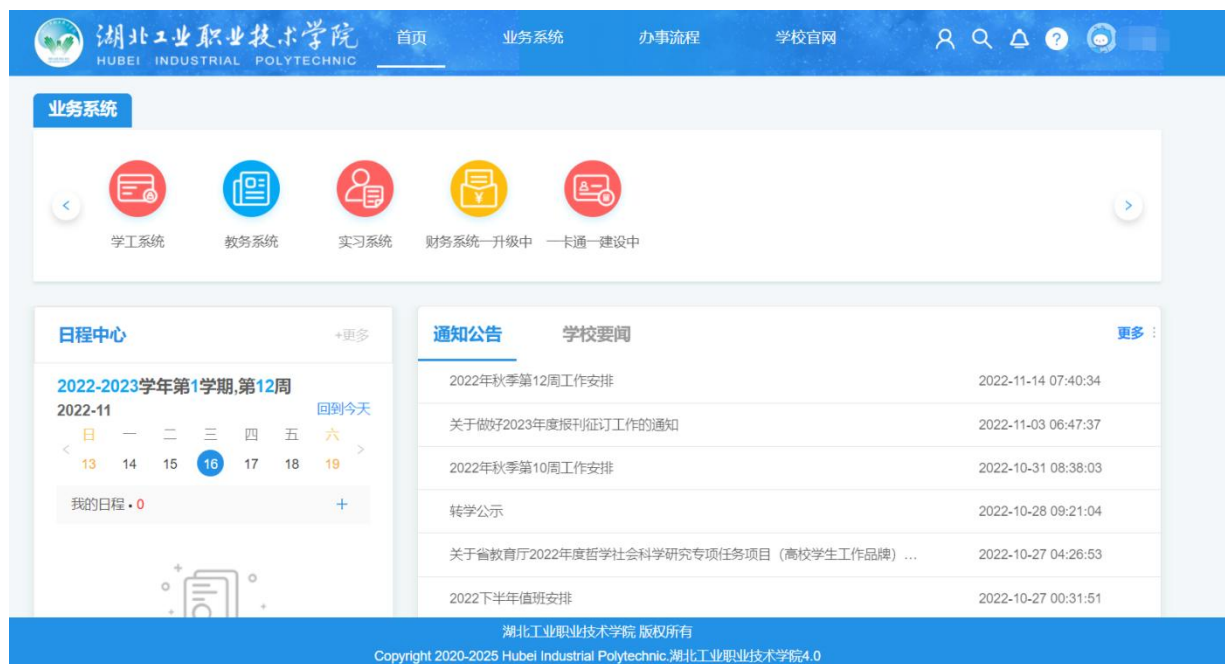 湖北工业职业技术学院
HUBEI INDUSTRIAL POLYTECHNIC
首页 业务系统 办事流程 学校官网
业务系统
学工系统 教务系统 实习系统 财务系统—升级中 一卡通—建设中
日程中心 +更多
2022-2023学年第1学期,第12周
2022-11 回到今天
日 一 二 三 四 五 六
13 14 15 16 17 18 19
我的日程 • 0 +
通知公告 学校要闻 更多
2022年秋季第12周工作安排 2022-11-14 07:40:34
关于做好2023年度报刊征订工作的通知 2022-11-03 06:47:37
2022年秋季第10周工作安排 2022-10-31 08:38:03
转学公示 2022-10-28 09:21:04
关于省教育厅2022年度哲学社会科学研究专项任务项目（高校学生工作品牌）... 2022-10-27 04:26:53
2022下半年值班安排 2022-10-27 00:31:51
湖北工业职业技术学院 版权所有
Copyright 2020-2025 Hubei Industrial Polytechnic.湖北工业职业技术学院4.0